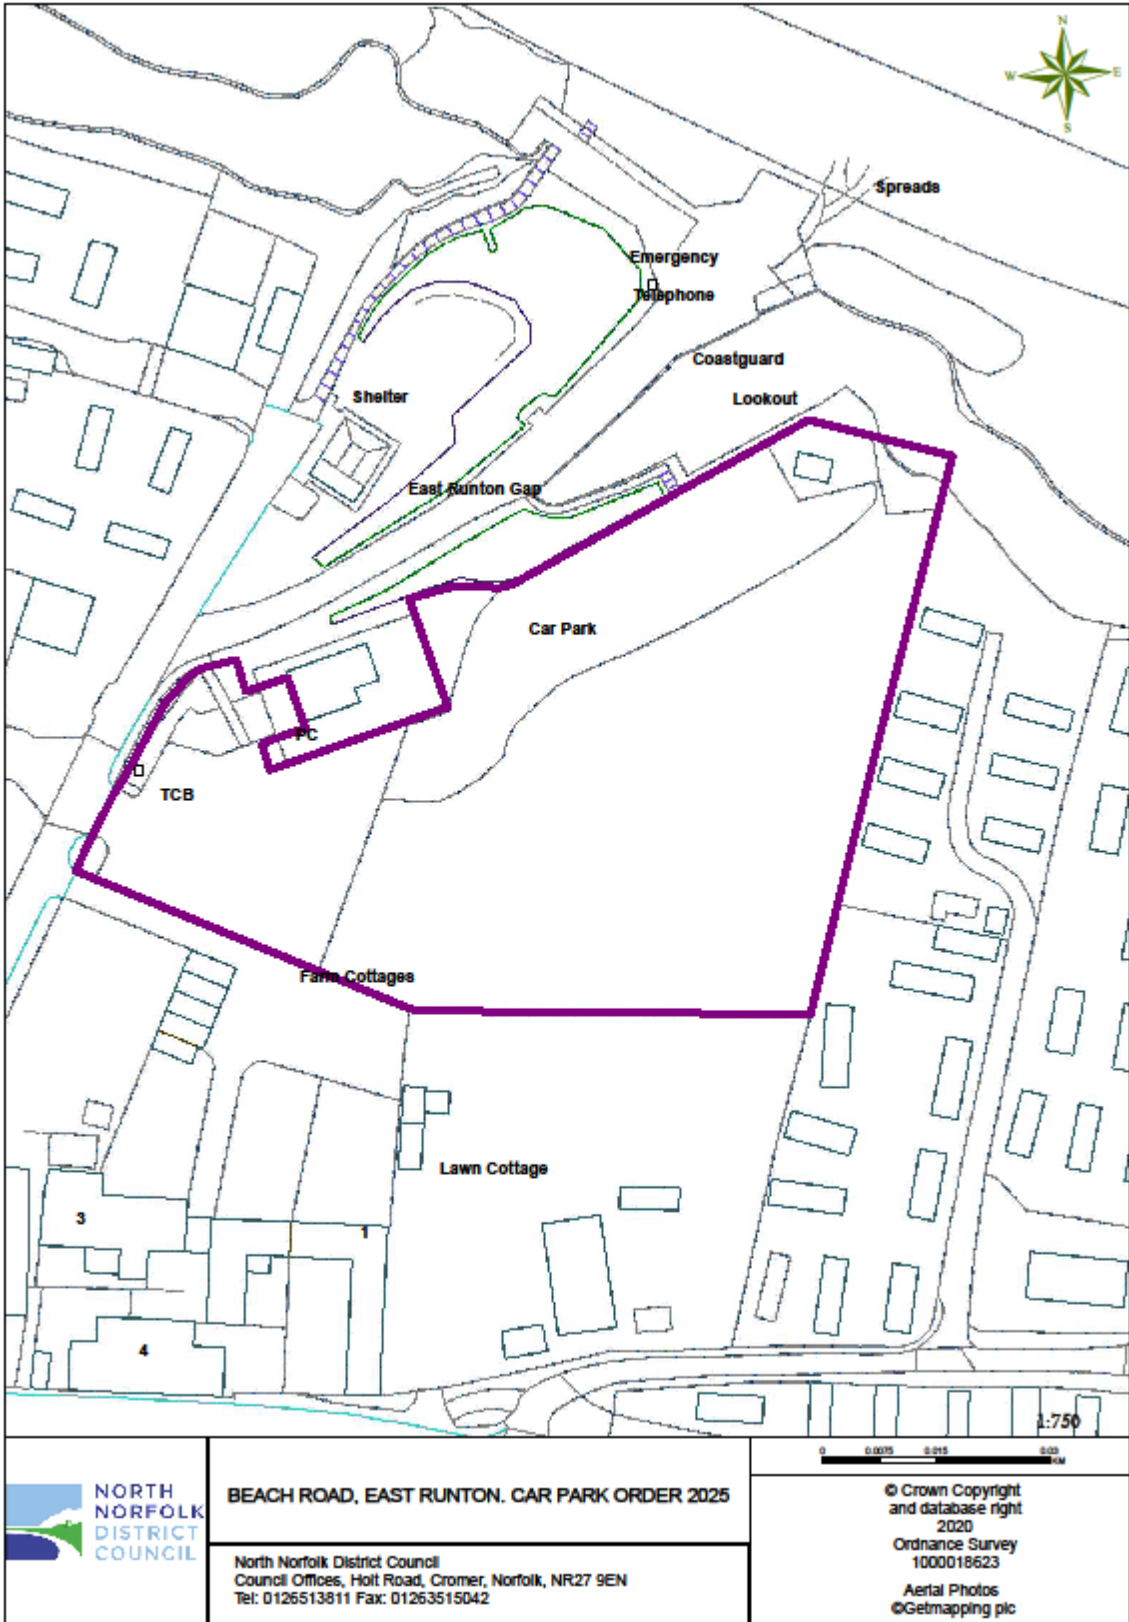 N
W
E
S
Spreads
Emergency
Telephone
Coastguard
Lookout
Shelter
East Runton Gap
Car Park
PC
TCB
Farm Cottages
Lawn Cottage
3
1
4
1:750
0 0.0075 0.015 0.03
KM
NORTH
NORFOLK
DISTRICT
COUNCIL
BEACH ROAD, EAST RUNTON. CAR PARK ORDER 2025
North Norfolk District Council
Council Offices, Holt Road, Cromer, Norfolk, NR27 9EN
Tel: 0126513811 Fax: 01263515042
© Crown Copyright
and database right
2020
Ordnance Survey
1000018623
Aerial Photos
©Getmapping plc